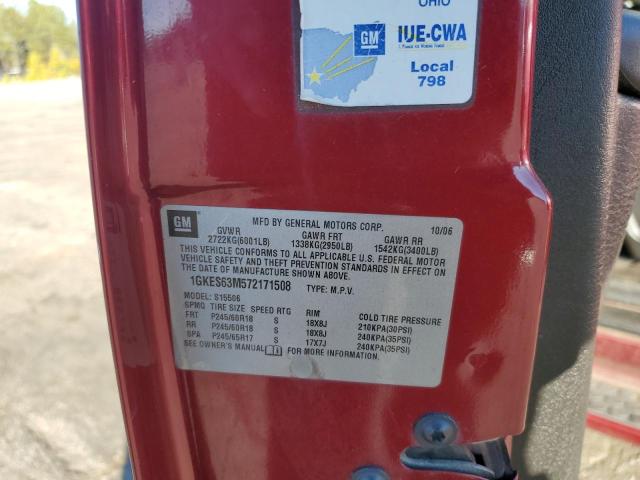 OHIO
GM
IUE-CWA
Local
798
GM
MFD BY GENERAL MOTORS CORP. 10/06
GVWR GAWR FRT GAWR RR
2722KG(6001LB) 1338KG(2950LB) 1542KG(3400LB)
THIS VEHICLE CONFORMS TO ALL APPLICABLE U.S. FEDERAL MOTOR
VEHICLE SAFETY, BUMPER, AND THEFT PREVENTION STANDARDS IN EFFECT ON
THE DATE OF MANUFACTURE SHOWN ABOVE.
1GKES63M572171508 TYPE: M.P.V.
MODEL: S15506
TIRE SIZE SPEED RTG RIM COLD TIRE PRESSURE
FRT P245/60R18 S 18X8J 210KPA(30PSI)
RR P245/60R18 S 18X8J 240KPA(35PSI)
SPA P245/65R17 S 17X7J 240KPA(35PSI)
SEE OWNER'S MANUAL FOR MORE INFORMATION.